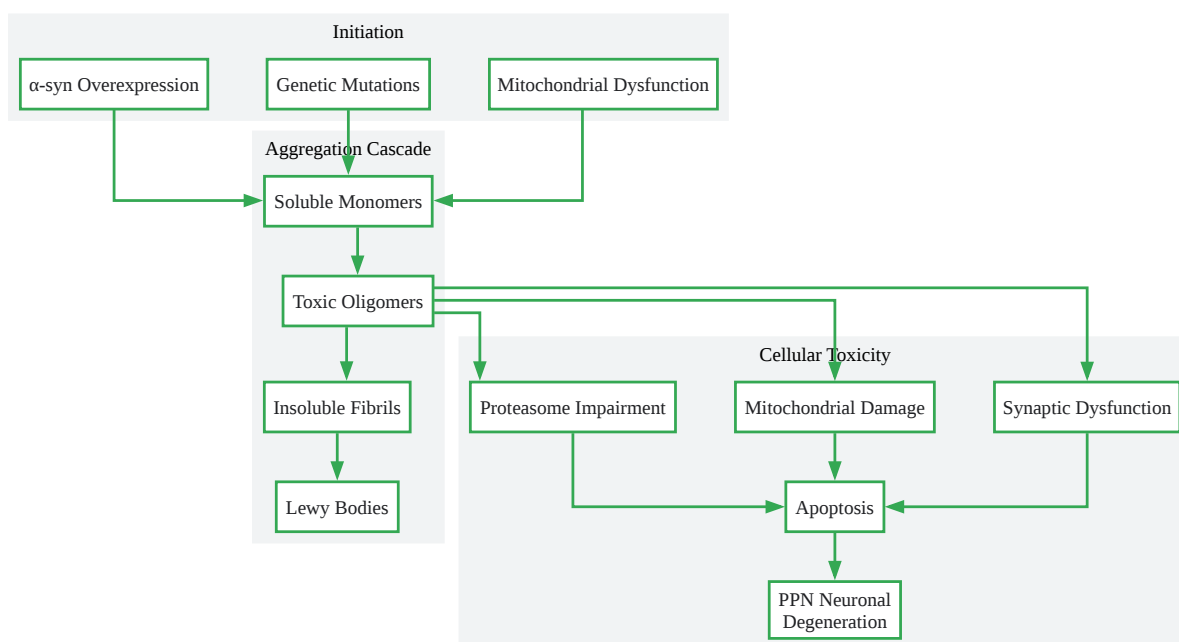 Initiation
α-syn Overexpression
Genetic Mutations
Mitochondrial Dysfunction
Aggregation Cascade
Soluble Monomers
Toxic Oligomers
Cellular Toxicity
Insoluble Fibrils
Proteasome Impairment
Mitochondrial Damage
Synaptic Dysfunction
Lewy Bodies
Apoptosis
PPN Neuronal
Degeneration